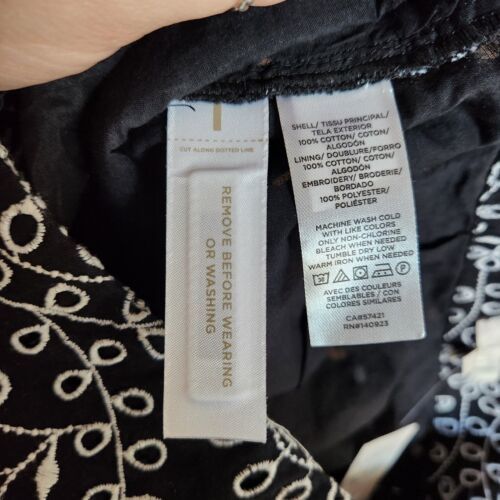 CUT ALONG DOTTED LINE
REMOVE BEFORE WEARING
OR WASHING
SHELL/ TISSU PRINCIPAL/
TELA EXTERIOR
100% COTTON/ COTON/
ALGODÓN
LINING/ DOUBLURE/FORRO
100% COTTON/ COTON/
ALGODÓN
EMBROIDERY/ BRODERIE/
BORDADO
100% POLYESTER/
POLIÉSTER
MACHINE WASH COLD
WITH LIKE COLORS
ONLY NON-CHLORINE
BLEACH WHEN NEEDED
TUMBLE DRY LOW
WARM IRON WHEN NEEDED
AVEC DES COULEURS
SEMBLABLES / CON
COLORES SIMILARES
CA#57421
RN#140923